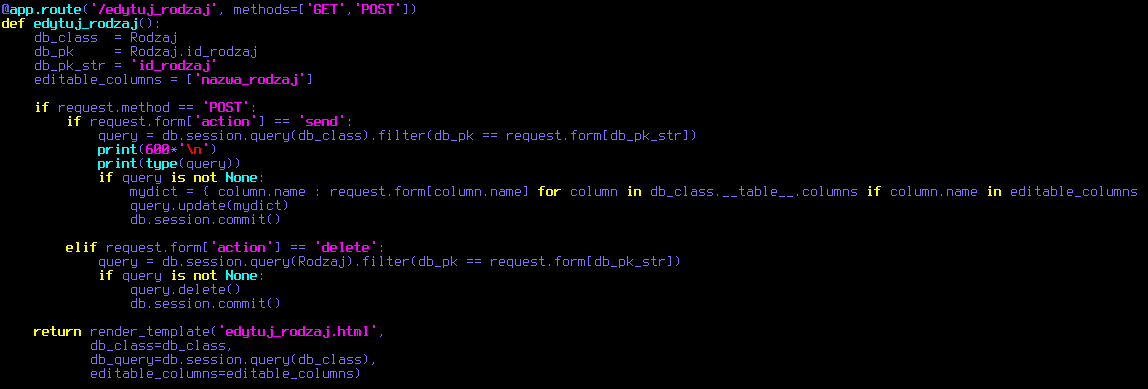 @app.route('/edytuj_rodzaj', methods=['GET','POST'])
def edytuj_rodzaj():
    db_class  = Rodzaj
    db_pk     = Rodzaj.id_rodzaj
    db_pk_str = 'id_rodzaj'
    editable_columns = ['nazwa_rodzaj']

    if request.method == 'POST':
        if request.form['action'] == 'send':
            query = db.session.query(db_class).filter(db_pk == request.form[db_pk_str])
            print(600*'\n')
            print(type(query))
            if query is not None:
                mydict = { column.name : request.form[column.name] for column in db_class.__table__.columns if column.name in editable_columns
                query.update(mydict)
                db.session.commit()

        elif request.form['action'] == 'delete':
            query = db.session.query(Rodzaj).filter(db_pk == request.form[db_pk_str])
            if query is not None:
                query.delete()
                db.session.commit()

    return render_template('edytuj_rodzaj.html',
           db_class=db_class,
           db_query=db.session.query(db_class),
           editable_columns=editable_columns)